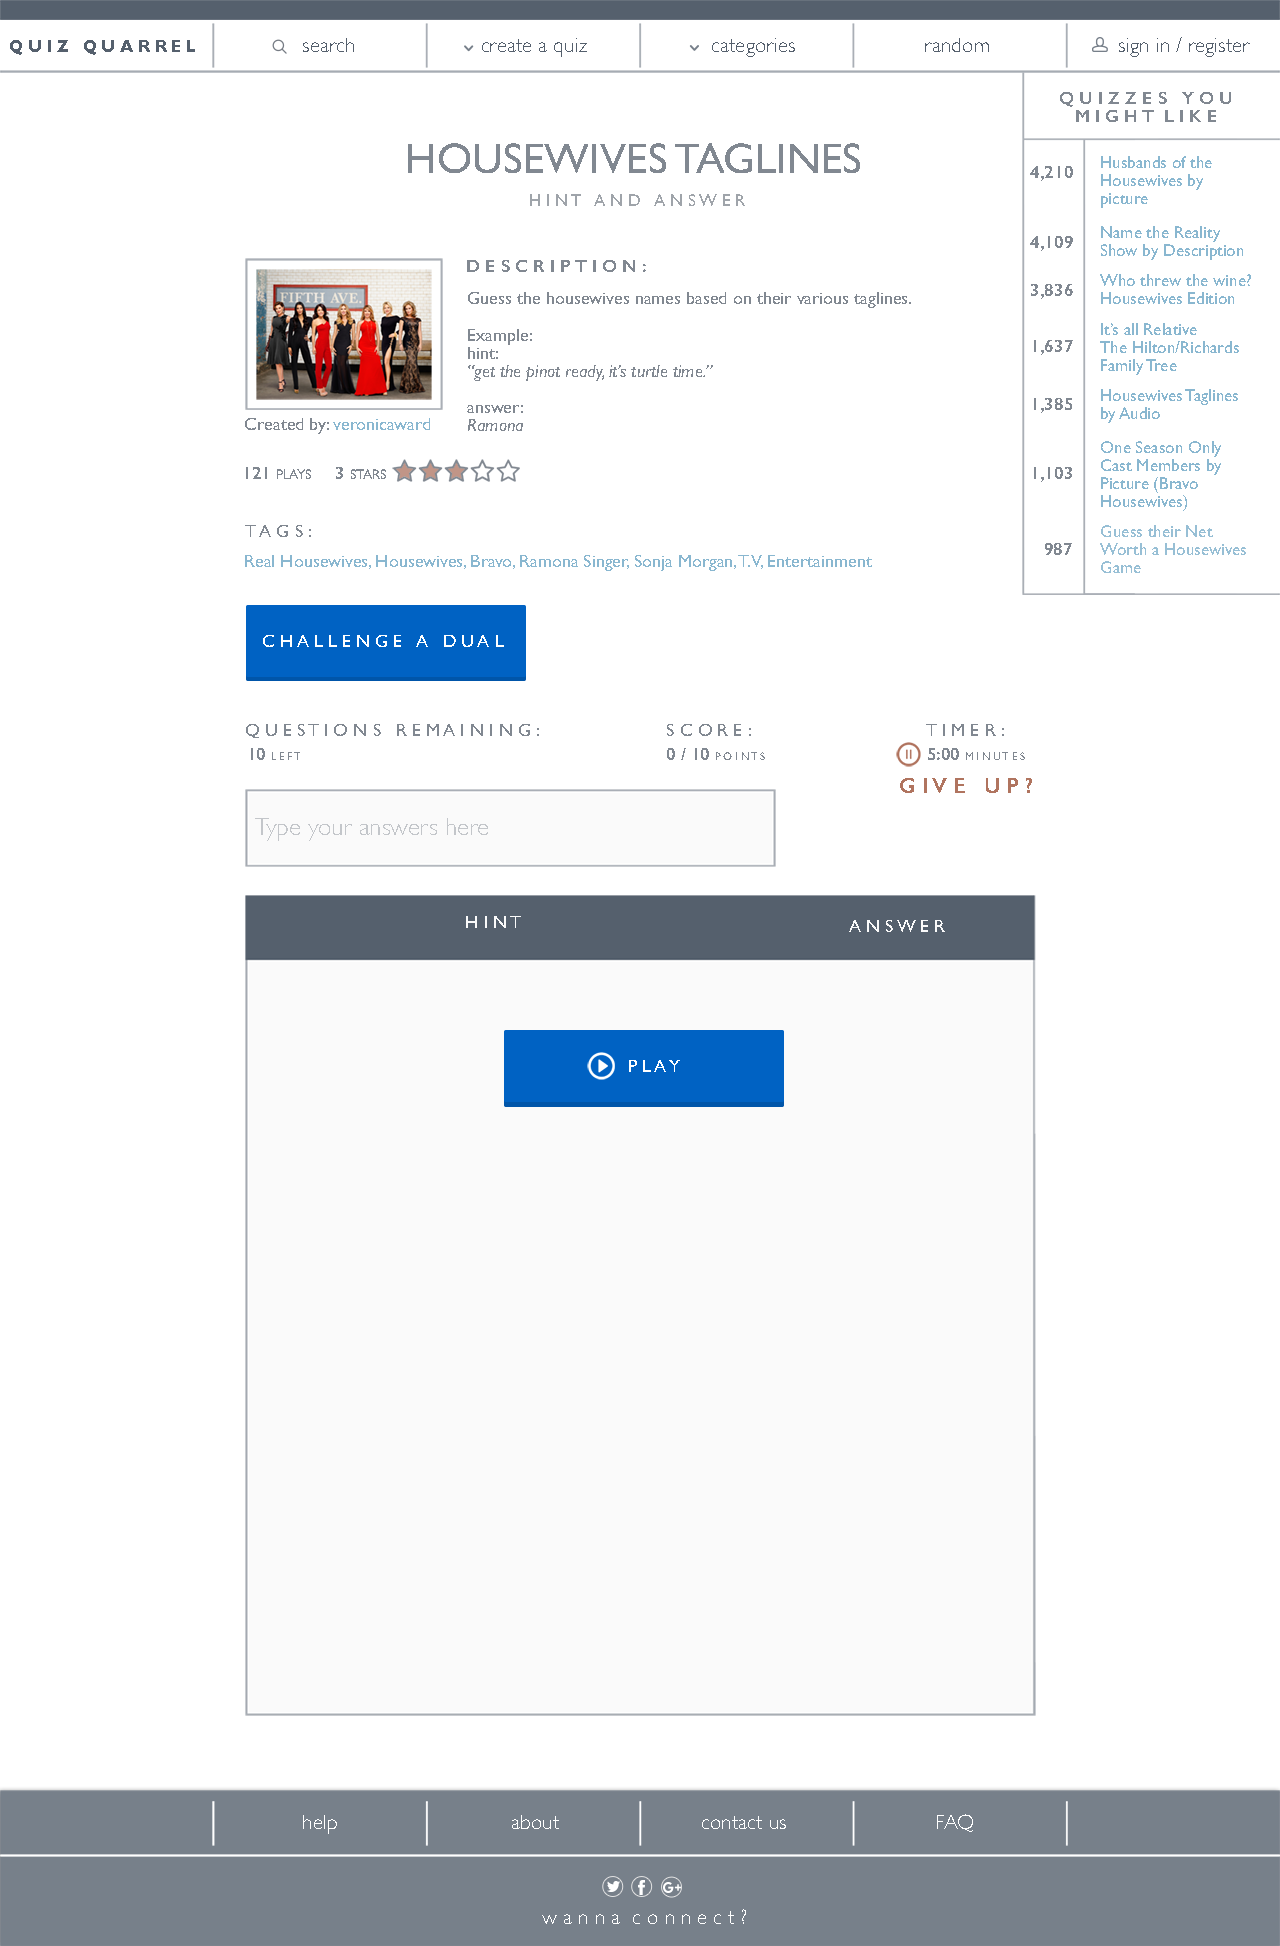 QUIZ QUARREL
search
create a quiz
categories
random
sign in / register
QUIZZES YOU
MIGHT LIKE
4,210
Husbands of the
Housewives by
picture
4,109
Name the Reality
Show by Description
3,836
Who threw the wine?
Housewives Edition
1,637
It's all Relative
The Hilton/Richards
Family Tree
1,385
Housewives Taglines
by Audio
1,103
One Season Only
Cast Members by
Picture (Bravo
Housewives)
987
Guess their Net
Worth a Housewives
Game
HOUSEWIVES TAGLINES
HINT AND ANSWER
FIFTH AVE.
Created by: veronicaward
DESCRIPTION:
Guess the housewives names based on their various taglines.
Example:
hint:
“get the pinot ready, it’s turtle time.”
answer:
Ramona
121 PLAYS 3 STARS
TAGS:
Real Housewives, Housewives, Bravo, Ramona Singer, Sonja Morgan, T.V, Entertainment
CHALLENGE A DUAL
QUESTIONS REMAINING:
10 LEFT
SCORE:
0 / 10 POINTS
TIMER:
5:00 MINUTES
GIVE UP?
Type your answers here
HINT
ANSWER
PLAY
help
about
contact us
FAQ
wanna connect?